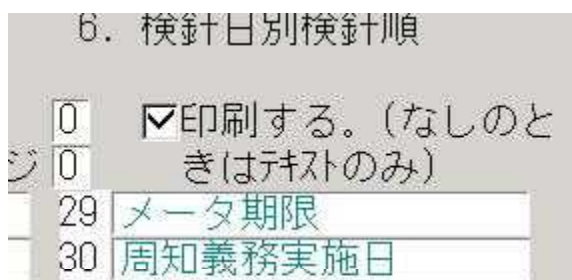 6. 検針日別検針順
0 印刷する。(なしのと
ジ 0 きはﾃｷｽﾄのみ)
29 メータ期限
30 周知義務実施日